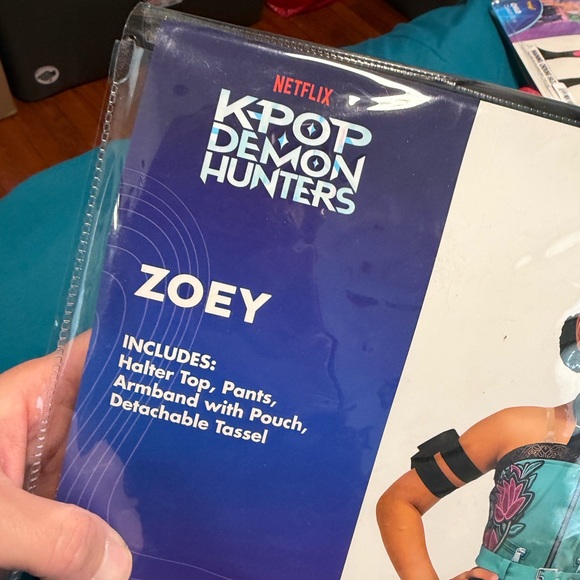 NETFLIX
KPOP
DEMON
HUNTERS
ZOEY
INCLUDES:
Halter Top, Pants,
Armband with Pouch,
Detachable Tassel